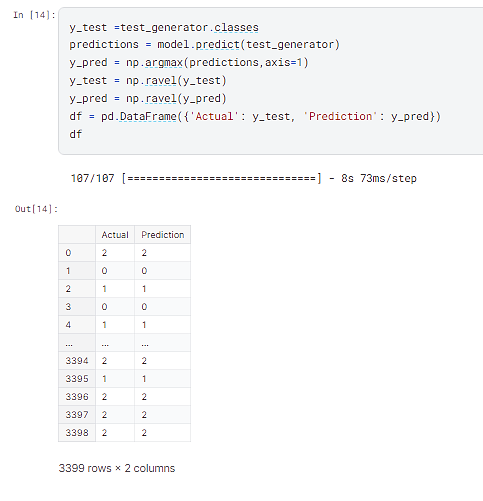 In [14]:
y_test =test_generator.classes
predictions = model.predict(test_generator)
y_pred = np.argmax(predictions,axis=1)
y_test = np.ravel(y_test)
y_pred = np.ravel(y_pred)
df = pd.DataFrame({'Actual': y_test, 'Prediction': y_pred})
df
107/107 [==============================] - 8s 73ms/step
Out[14]:
Actual Prediction
0 2 2
1 0 0
2 1 1
3 0 0
4 1 1
... ... ...
3394 2 2
3395 1 1
3396 2 2
3397 2 2
3398 2 2
3399 rows × 2 columns